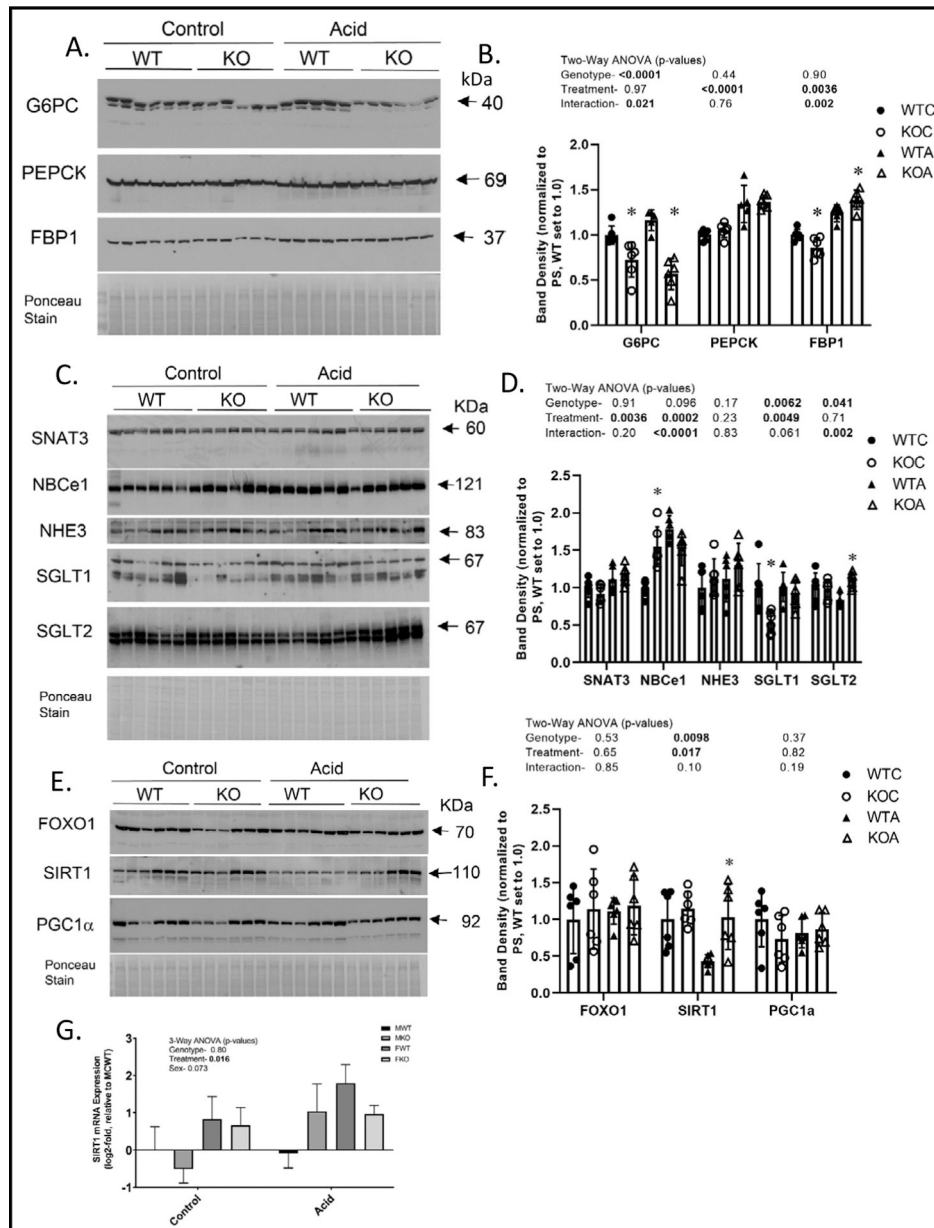 A.
Control Acid
WT KO WT KO
kDa
G6PC 40
PEPCK 69
FBP1 37
Ponceau
Stain
B.
Two-Way ANOVA (p-values)
Genotype- <0.0001 0.44 0.90
Treatment- 0.97 <0.0001 0.0036
Interaction- 0.021 0.76 0.002
WTC
KOC
WTA
KOA
Band Density (normalized to
PS, WT set to 1.0)
2.0
1.5
1.0
0.5
0.0
* * * *
G6PC PEPCK FBP1
C.
Control Acid
WT KO WT KO
KDa
SNAT3 60
NBCe1 121
NHE3 83
SGLT1 67
SGLT2 67
Ponceau
Stain
D.
Two-Way ANOVA (p-values)
Genotype- 0.91 0.096 0.17 0.0062 0.041
Treatment- 0.0036 0.0002 0.23 0.0049 0.71
Interaction- 0.20 <0.0001 0.83 0.061 0.002
WTC
KOC
WTA
KOA
Band Density (normalized to
PS, WT set to 1.0)
2.5
2.0
1.5
1.0
0.5
0.0
* * *
SNAT3 NBCe1 NHE3 SGLT1 SGLT2
E.
Control Acid
WT KO WT KO
KDa
FOXO1 70
SIRT1 110
PGC1α 92
Ponceau
Stain
F.
Two-Way ANOVA (p-values)
Genotype- 0.53 0.0098 0.37
Treatment- 0.65 0.017 0.82
Interaction- 0.85 0.10 0.19
WTC
KOC
WTA
KOA
Band Density (normalized to
PS, WT set to 1.0)
2.5
2.0
1.5
1.0
0.5
0.0
*
FOXO1 SIRT1 PGC1a
G.
3-Way ANOVA (p-values)
Genotype- 0.80
Treatment- 0.016
Sex- 0.073
MWT
MKO
FWT
FKO
SIRT1 mRNA Expression
(log2-fold, relative to MCWT)
3
2
1
0
-1
Control Acid